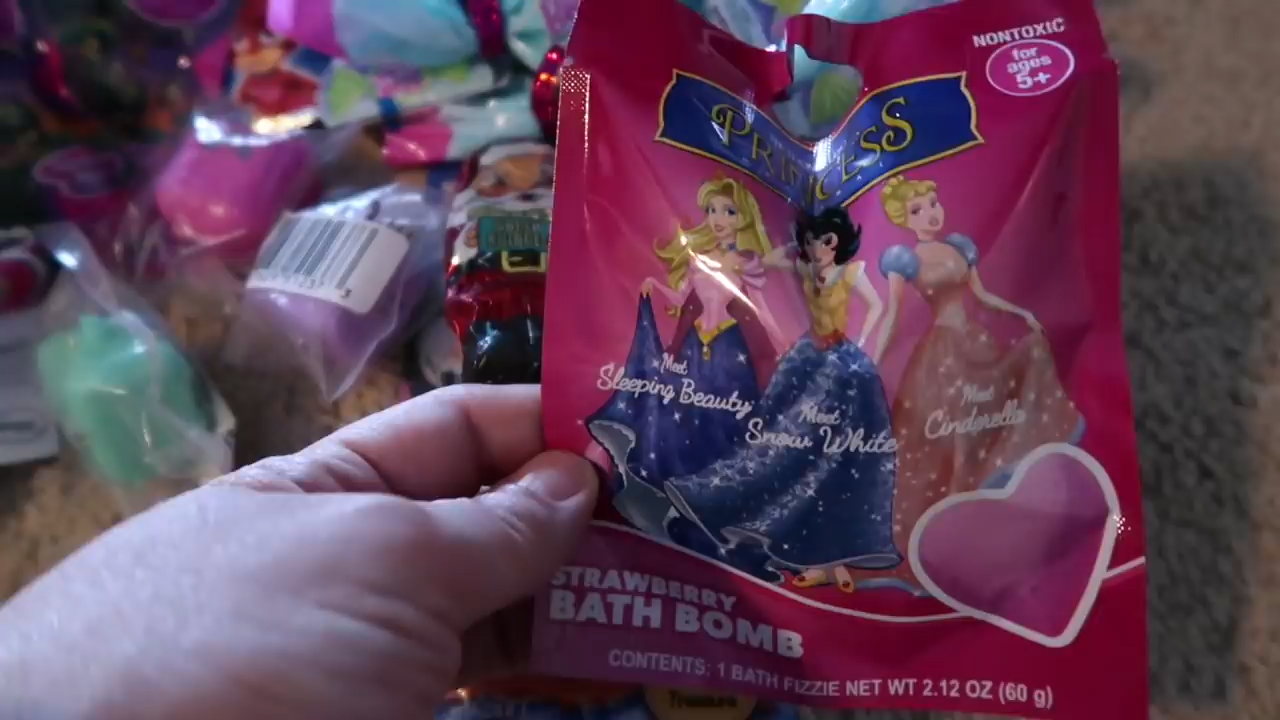 NONTOXIC
for
ages
5+
PRINCESS
Meet
Sleeping Beauty
Meet
Snow White
Meet
Cinderella
STRAWBERRY
BATH BOMB
CONTENTS: 1 BATH FIZZIE NET WT 2.12 OZ (60 g)